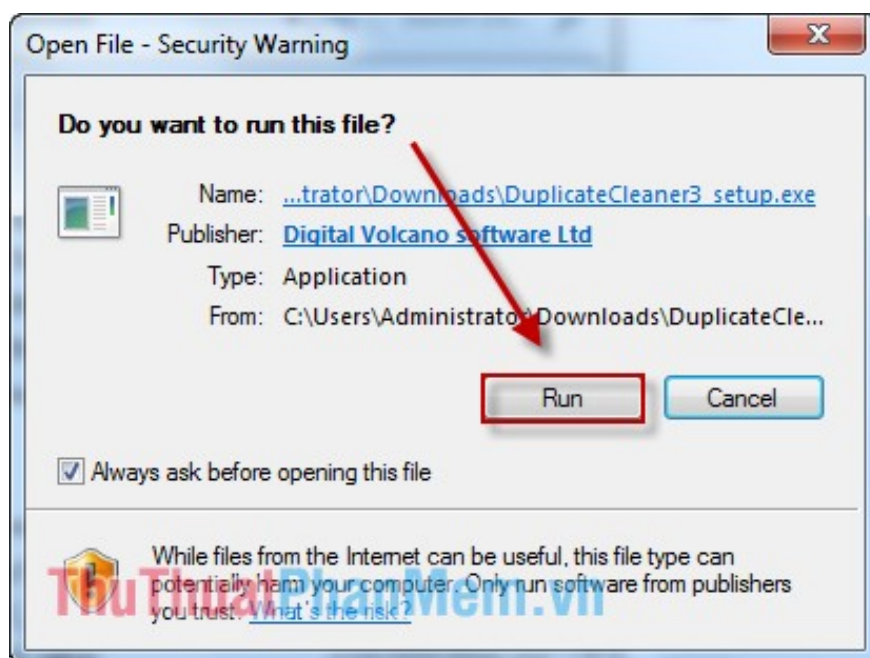 Open File - Security Warning
Do you want to run this file?
Name: ...trator\Downloads\DuplicateCleaner3_setup.exe
Publisher: Digital Volcano software Ltd
Type: Application
From: C:\Users\Administrator\Downloads\DuplicateCle...
Run Cancel
Always ask before opening this file
While files from the Internet can be useful, this file type can
potentially harm your computer. Only run software from publishers
you trust. What's the risk?
ThuThuatPhanMem.vn